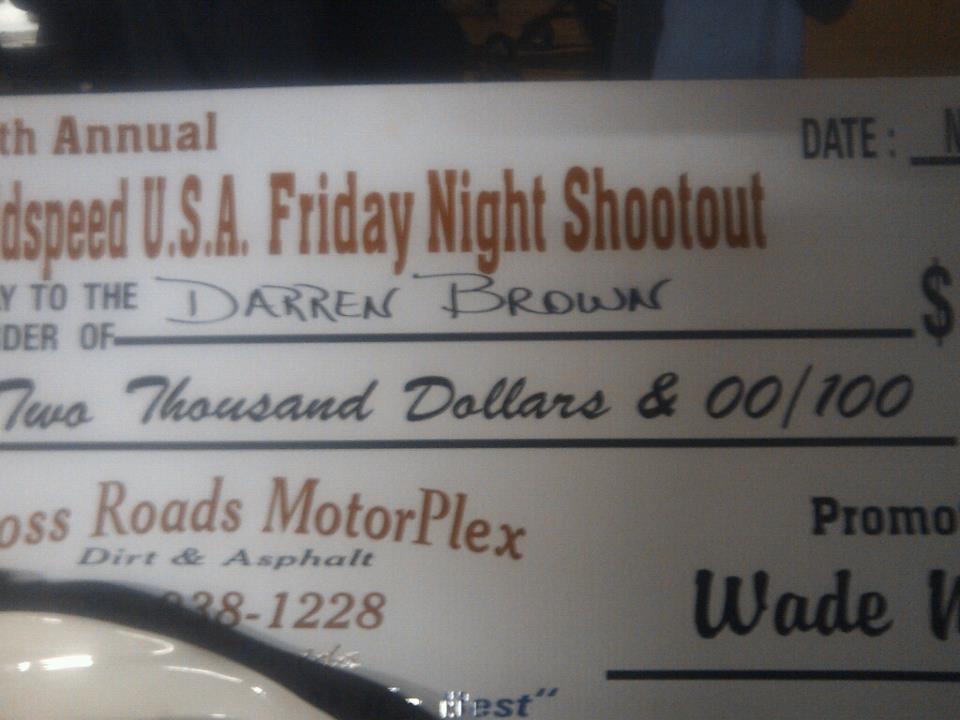 th Annual
DATE :
dspeed U.S.A. Friday Night Shootout
Y TO THE DARREN BROWN
DER OF $
Two Thousand Dollars & 00/100
oss Roads MotorPlex
Dirt & Asphalt
Promo
38-1228
Wade
est"